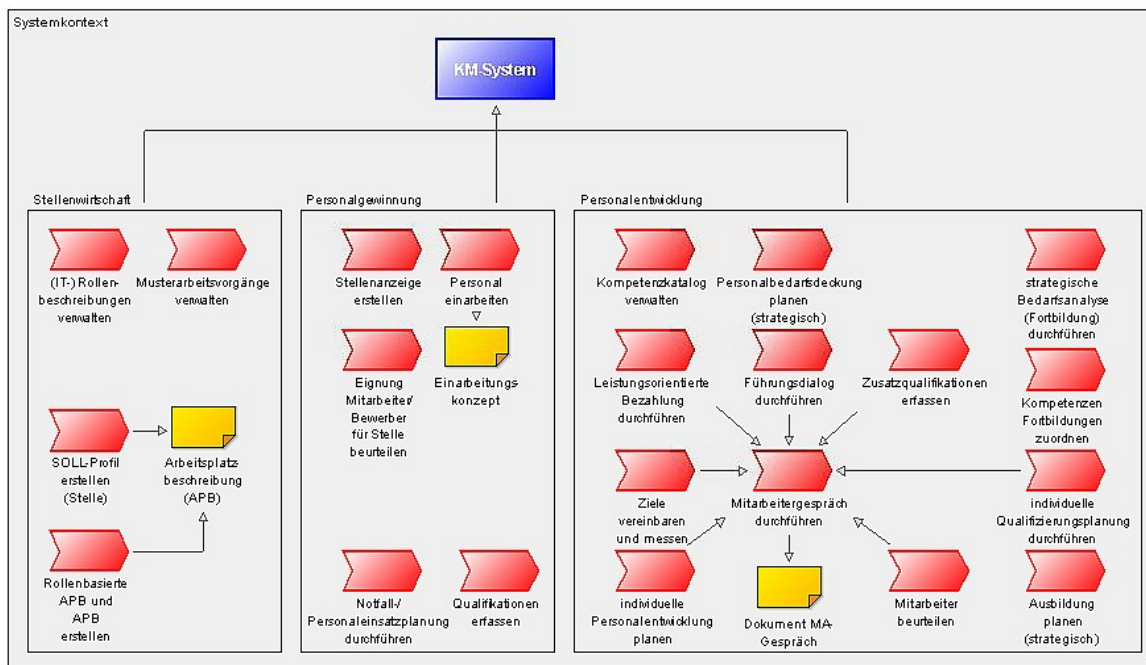 Systemkontext
KM-System
Stellenwirtschaft
(IT-) Rollen-
beschreibungen
verwalten
Musterarbeitsvorgänge
verwalten
SOLL-Profil
erstellen
(Stelle)
Arbeitsplatz-
beschreibung
(APB)
Rollenbasierte
APB und
APB
erstellen
Personalgewinnung
Stellenanzeige
erstellen
Personal
einarbeiten
Eignung
Mitarbeiter/
Bewerber
für Stelle
beurteilen
Einarbeitungs-
konzept
Notfall-/
Personaleinsatzplanung
durchführen
Qualifikationen
erfassen
Personalentwicklung
Kompetenzkatalog
verwalten
Personalbedarfsdeckung
planen
(strategisch)
strategische
Bedarfsanalyse
(Fortbildung)
durchführen
Leistungsorientierte
Bezahlung
durchführen
Führungsdialog
durchführen
Zusatzqualifikationen
erfassen
Kompetenzen
Fortbildungen
zuordnen
Ziele
vereinbaren
und messen
Mitarbeitergespräch
durchführen
individuelle
Qualifizierungsplanung
durchführen
individuelle
Personalentwicklung
planen
Dokument MA-
Gespräch
Mitarbeiter
beurteilen
Ausbildung
planen
(strategisch)